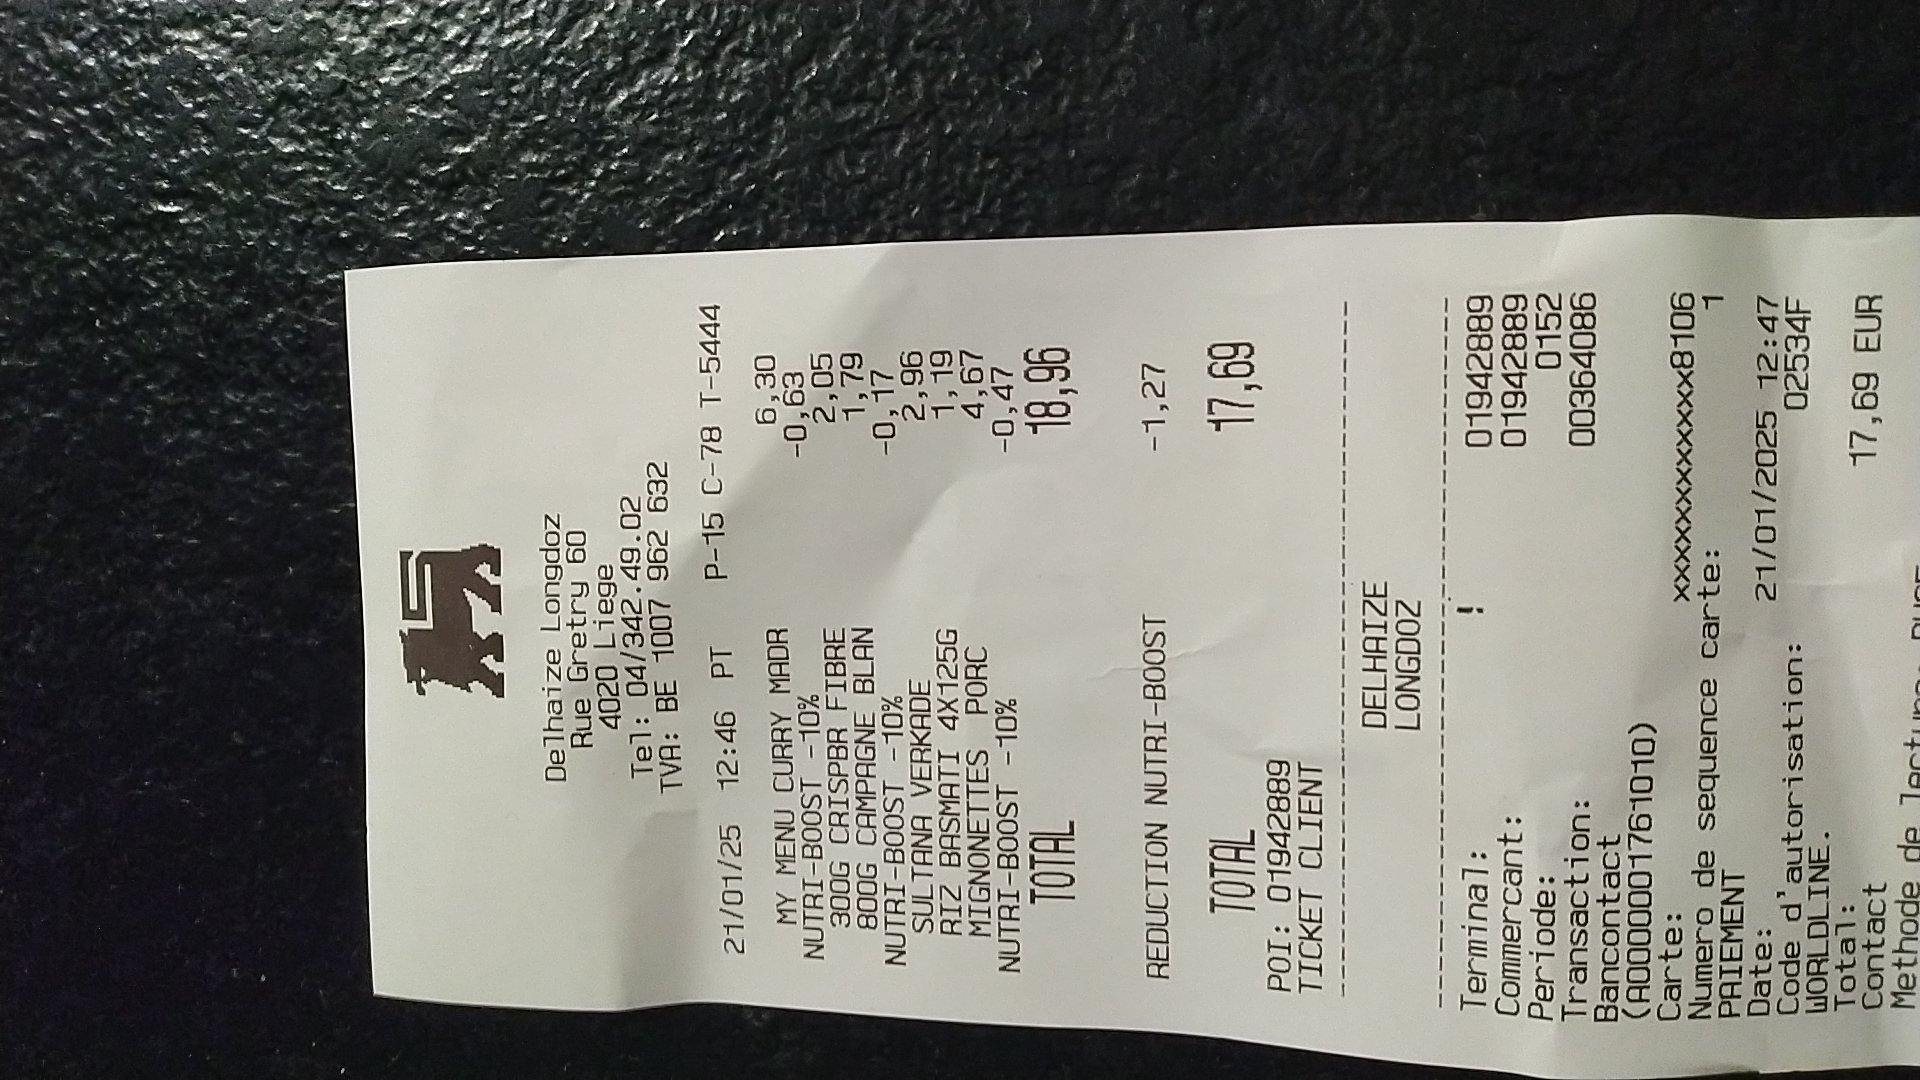 Delhaize Longdoz
Rue Gretry 60
4020 Liege
Tel: 04/342.49.02
TVA: BE 1007 962 632
21/01/25 12:46 PT P-15 C-78 T-5444
MY MENU CURRY MADR 6,30
NUTRI-BOOST -10% -0,63
300G CRISPBR FIBRE 2,05
800G CAMPAGNE BLAN 1,79
NUTRI-BOOST -10% -0,17
SULTANA VERKADE 2,96
RIZ BASMATI 4X125G 1,19
MIGNONETTES PORC 4,67
NUTRI-BOOST -10% -0,47
TOTAL 18,96
REDUCTION NUTRI-BOOST -1,27
TOTAL 17,69
POI: 01942889
TICKET CLIENT
--------------------------------
DELHAIZE
LONGDOZ
--------------------------------
!
Terminal: 01942889
Commercant: 01942889
Periode: 0152
Transaction: 00364086
Bancontact
(A0000001761010)
Carte: xxxxxxxxxxxxx8106
Numero de sequence carte: 1
PAIEMENT
Date: 21/01/2025 12:47
Code d'autorisation: 02534F
WORLDLINE.
Total: 17,69 EUR
Contact
Methode de lecture: PUCE